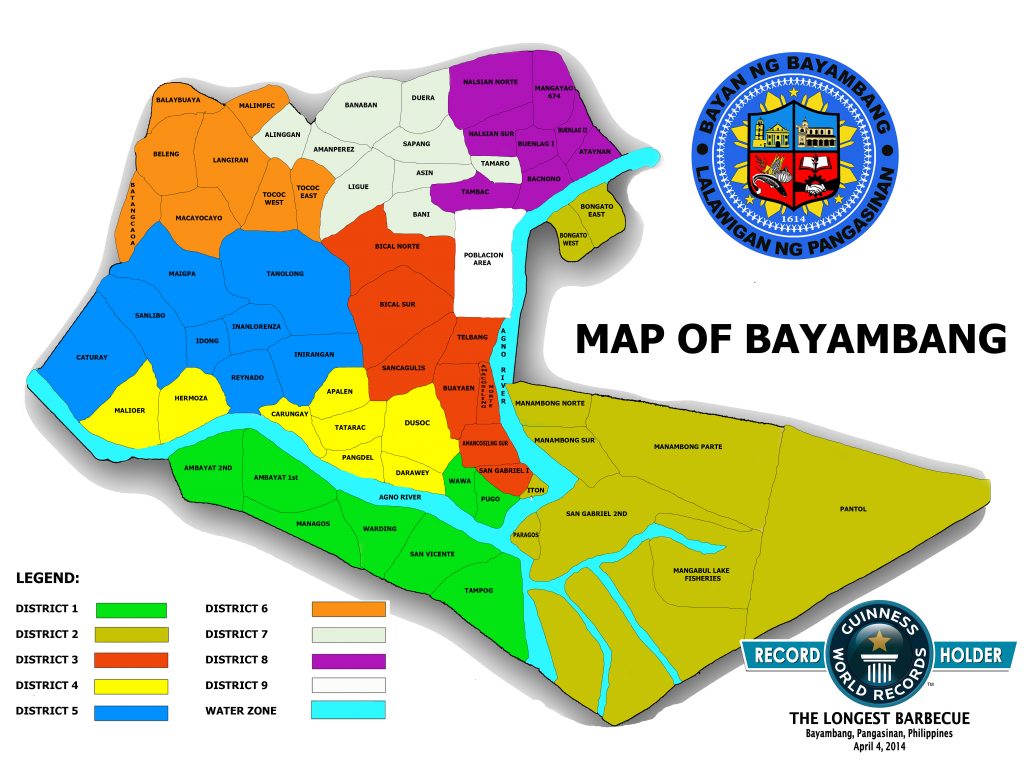 BAYAN NG BAYAMBANG
LALAWIGAN NG PANGASINAN
1614
MAP OF BAYAMBANG
BALAYBUAYA
MALIMPEC
BELENG
LANGIRAN
BATANGCAOA
MACAYOCAYO
TOCOC
WEST
TOCOC
EAST
ALINGGAN
BANABAN
DUERA
AMANPEREZ
SAPANG
LIGUE
ASIN
TAMARO
BANI
NALSIAN NORTE
MANGAYAO
674
NALSIAN SUR
BUENLAG I
BUENLAG II
ATAYNAN
BACNONO
TAMBAC
BONGATO
EAST
BONGATO
WEST
POBLACION
AREA
BICAL NORTE
BICAL SUR
TELBANG
SANCAGULIS
BUAYAEN
AMACOSILING
NORTE
AMANCOSILNG SUR
SAN GABRIEL I
AGNO RIVER
MAIGPA
TANOLONG
SANLIBO
INANLORENZA
IDONG
INIRANGAN
CATURAY
REYNADO
MALIOER
HERMOZA
APALEN
CARUNGAY
TATARAC
DUSOC
PANGDEL
DARAWEY
WAWA
PUGO
ITON
AGNO RIVER
AMBAYAT 2ND
AMBAYAT 1st
MANAGOS
WARDING
SAN VICENTE
TAMPOG
PARAGOS
MANAMBONG NORTE
MANAMBONG SUR
MANAMBONG PARTE
SAN GABRIEL 2ND
PANTOL
MANGABUL LAKE
FISHERIES
LEGEND:
DISTRICT 1
DISTRICT 2
DISTRICT 3
DISTRICT 4
DISTRICT 5
DISTRICT 6
DISTRICT 7
DISTRICT 8
DISTRICT 9
WATER ZONE
RECORD
GUINNESS
WORLD RECORDS
TM
HOLDER
THE LONGEST BARBECUE
Bayambang, Pangasinan, Philippines
April 4, 2014